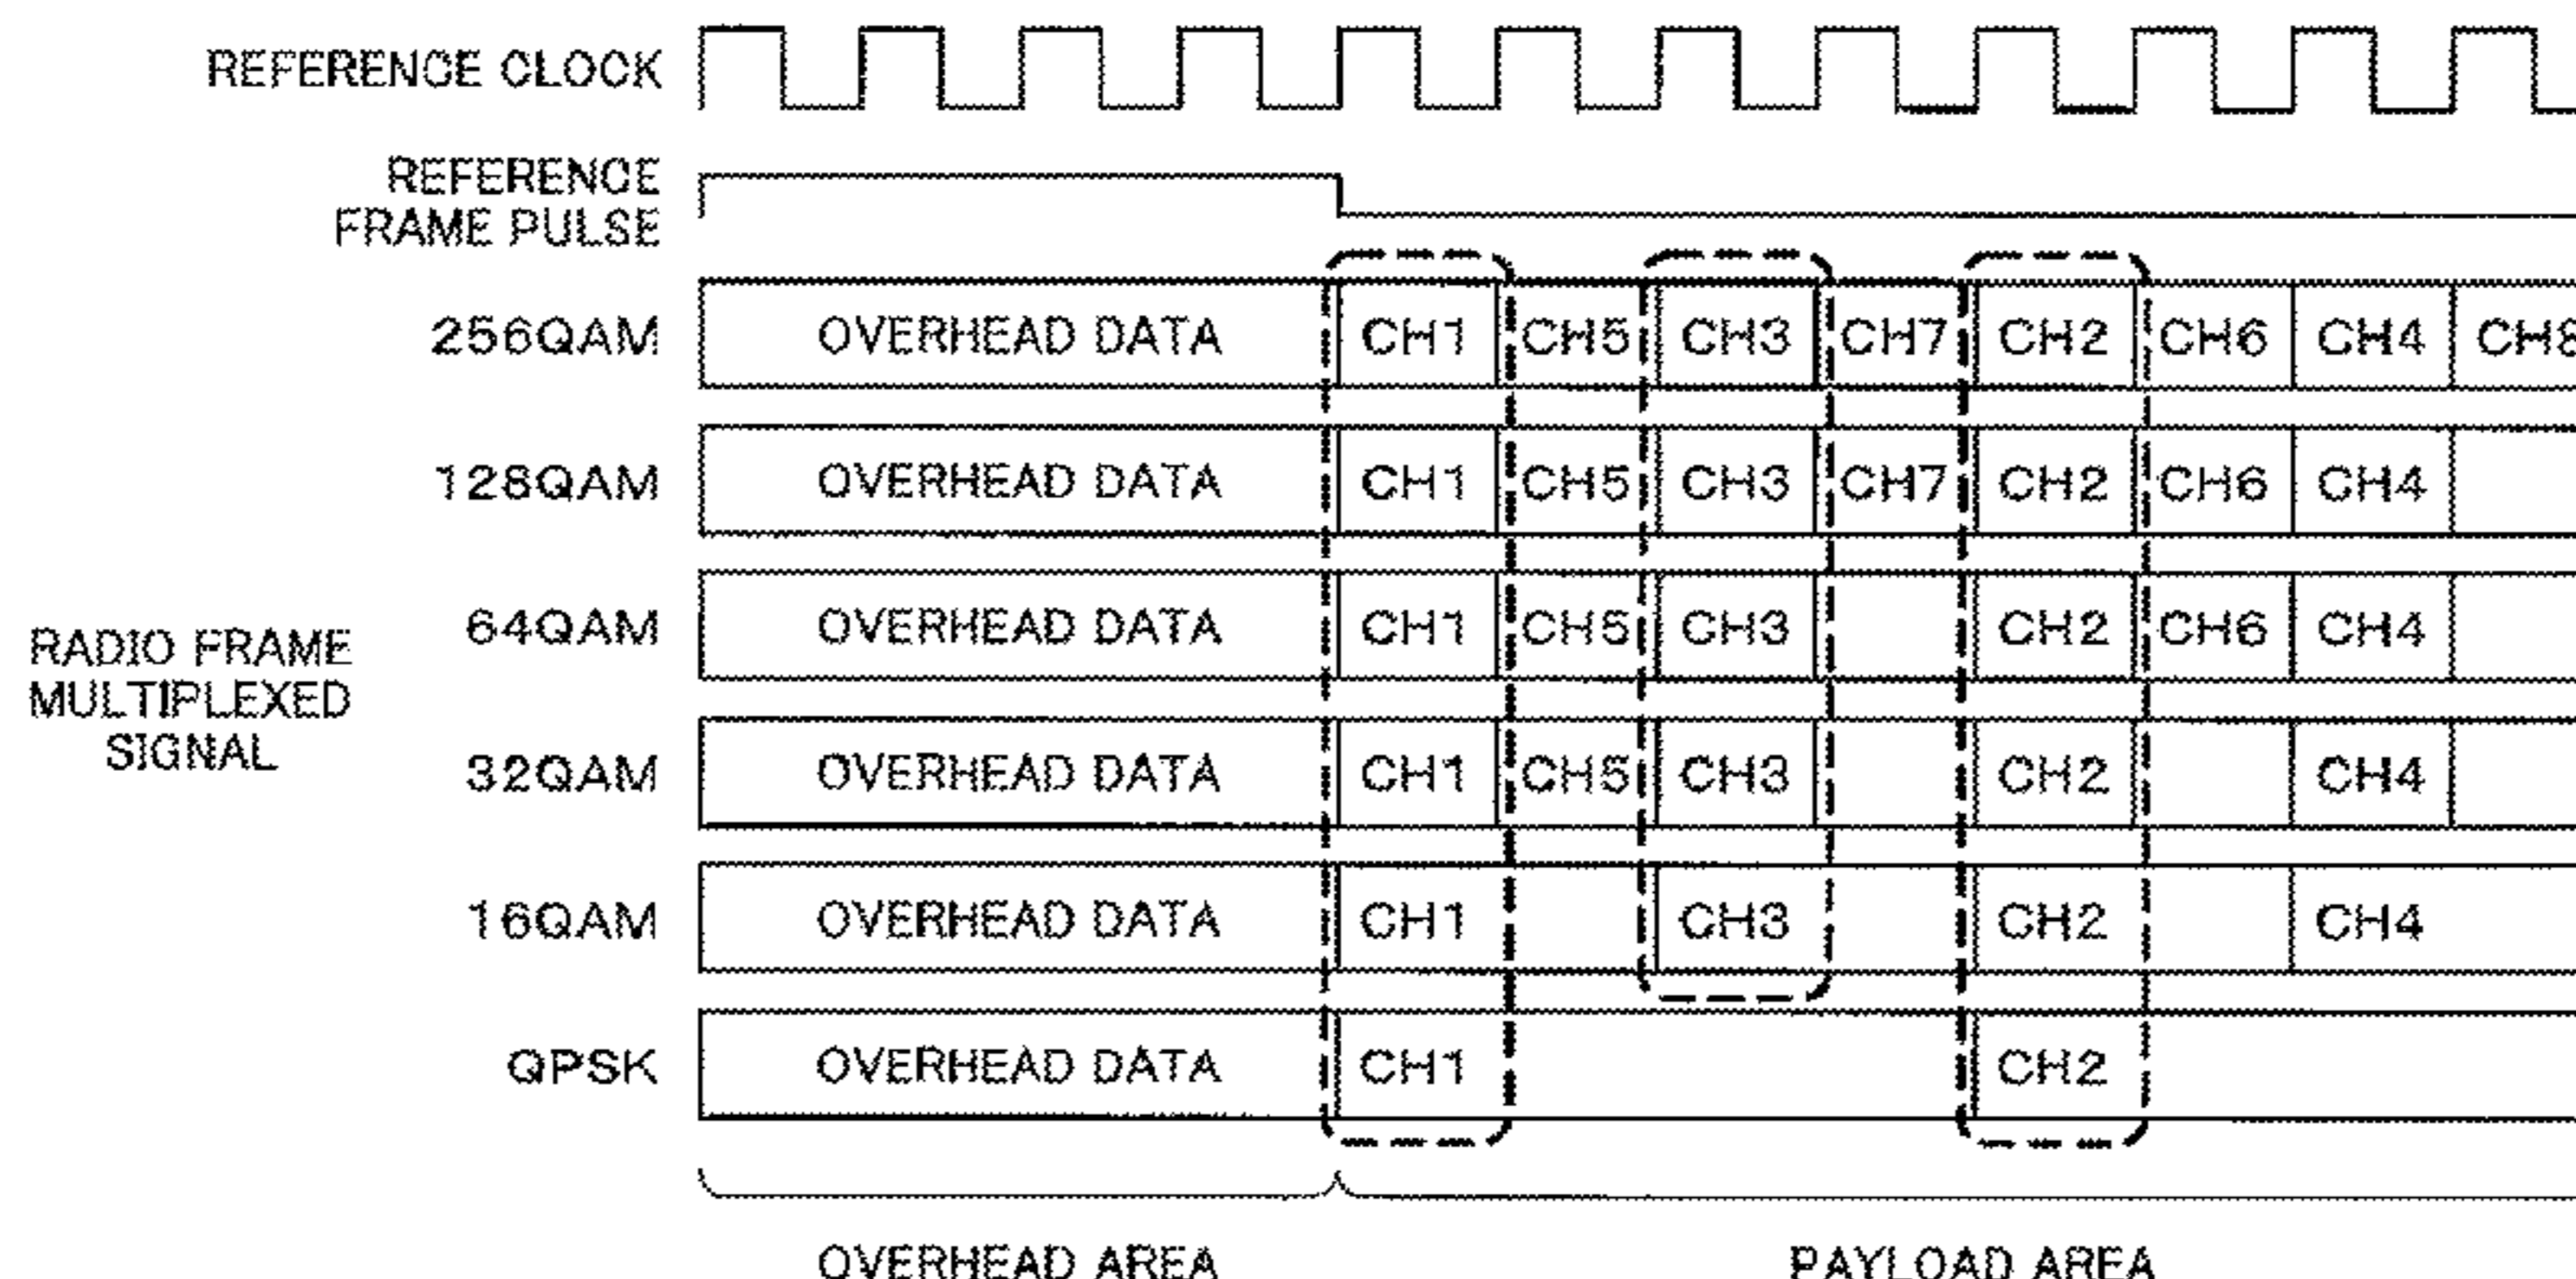 REFERENCE CLOCK
REFERENCE
FRAME PULSE
256QAM OVERHEAD DATA CH1 CH5 CH3 CH7 CH2 CH6 CH4 CH8
128QAM OVERHEAD DATA CH1 CH5 CH3 CH7 CH2 CH6 CH4
64QAM OVERHEAD DATA CH1 CH5 CH3 CH2 CH6 CH4
RADIO FRAME
MULTIPLEXED
SIGNAL
32QAM OVERHEAD DATA CH1 CH5 CH3 CH2 CH4
16QAM OVERHEAD DATA CH1 CH3 CH2 CH4
QPSK OVERHEAD DATA CH1 CH2
OVERHEAD AREA PAYLOAD AREA